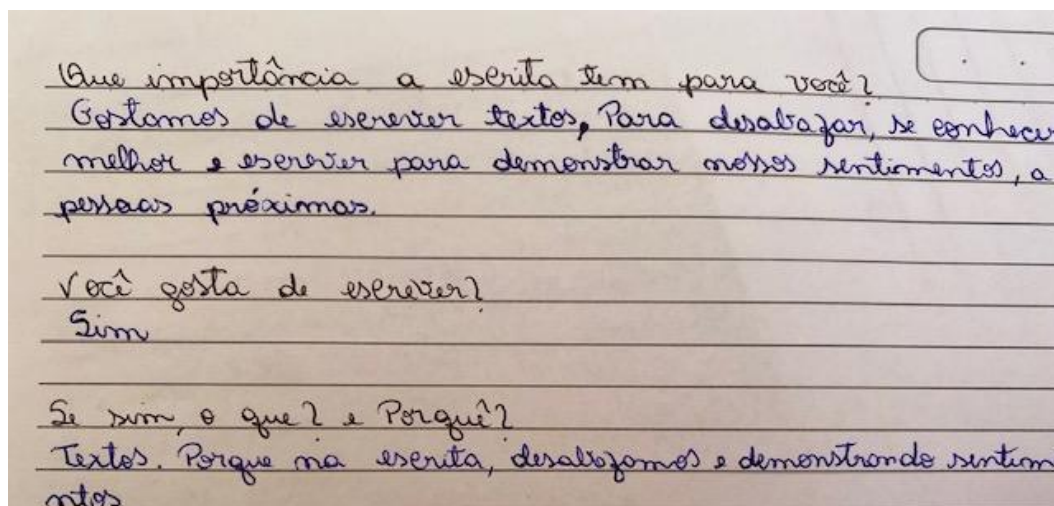 Que importância a escrita tem para você?
Gostamos de escrever textos, Para desabafar, se conhecer
melhor e escrever para demonstrar nossos sentimentos, a
pessoas próximas.
Você gosta de escrever?
Sim
Se sim, o que? e Porquê?
Textos. Porque na escrita, desabafamos e demonstrando sentim
ntos